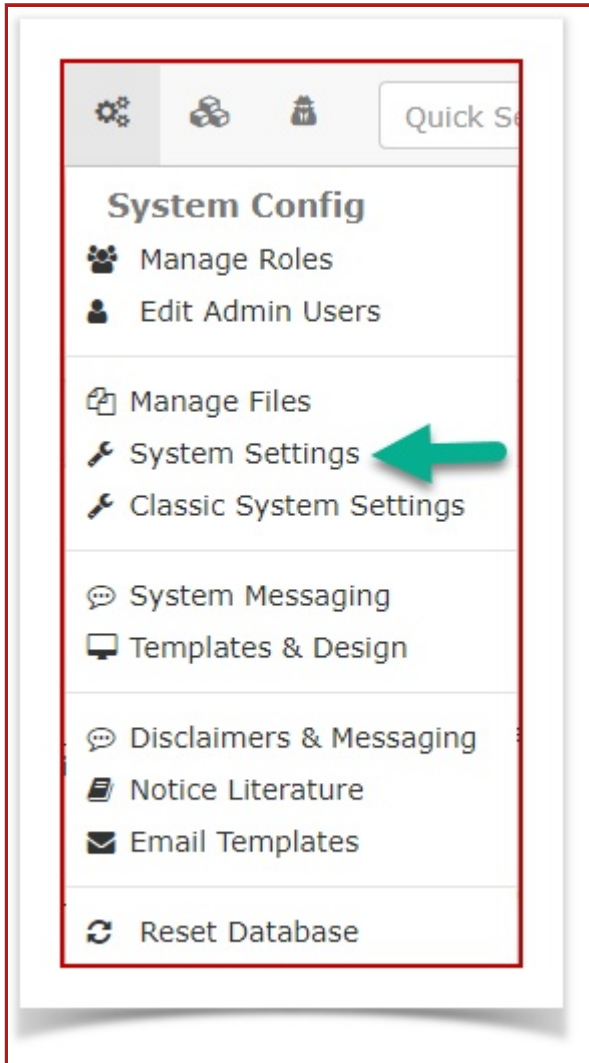 Quick Se
System Config
Manage Roles
Edit Admin Users
Manage Files
System Settings
Classic System Settings
System Messaging
Templates & Design
Disclaimers & Messaging
Notice Literature
Email Templates
Reset Database